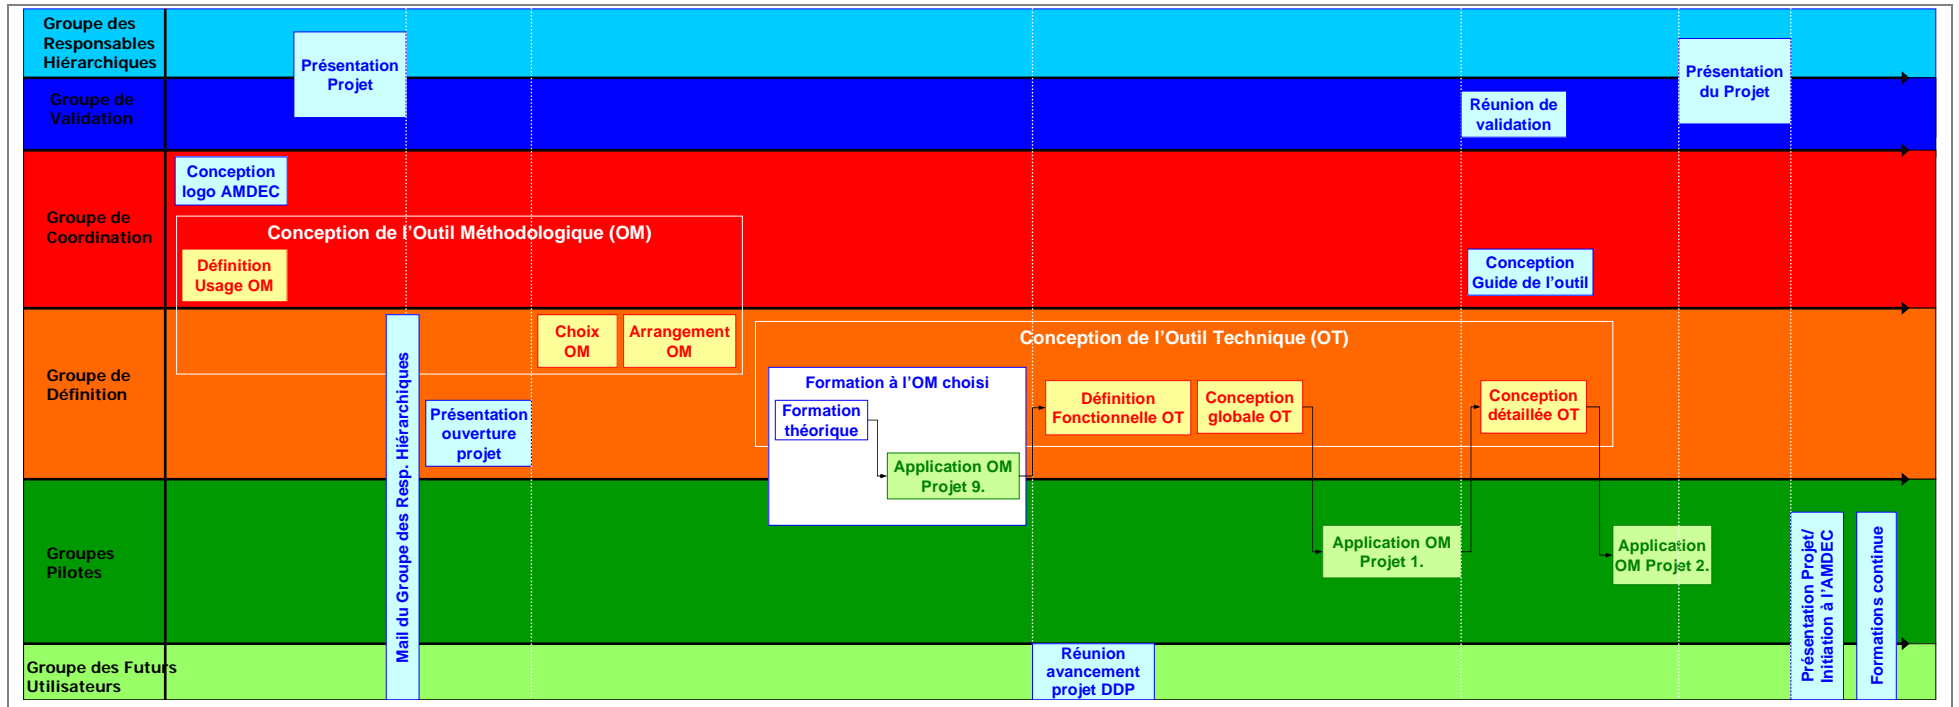 Groupe des
Responsables
Hiérarchiques
Présentation
Projet
Présentation
du Projet
Groupe de
Validation
Réunion de
validation
Groupe de
Coordination
Conception
logo AMDEC
Conception de l’Outil Méthodologique (OM)
Définition
Usage OM
Conception
Guide de l’outil
Groupe de
Définition
Choix
OM
Arrangement
OM
Mail du Groupe des Resp. Hiérarchiques
Présentation
ouverture
projet
Conception de l’Outil Technique (OT)
Formation à l’OM choisi
Formation
théorique
Application OM
Projet 9.
Définition
Fonctionnelle OT
Conception
globale OT
Conception
détaillée OT
Groupes
Pilotes
Application OM
Projet 1.
Application
OM Projet 2.
Présentation Projet/
Initiation à l’AMDEC
Formations continue
Groupe des Futurs
Utilisateurs
Réunion
avancement
projet DDP